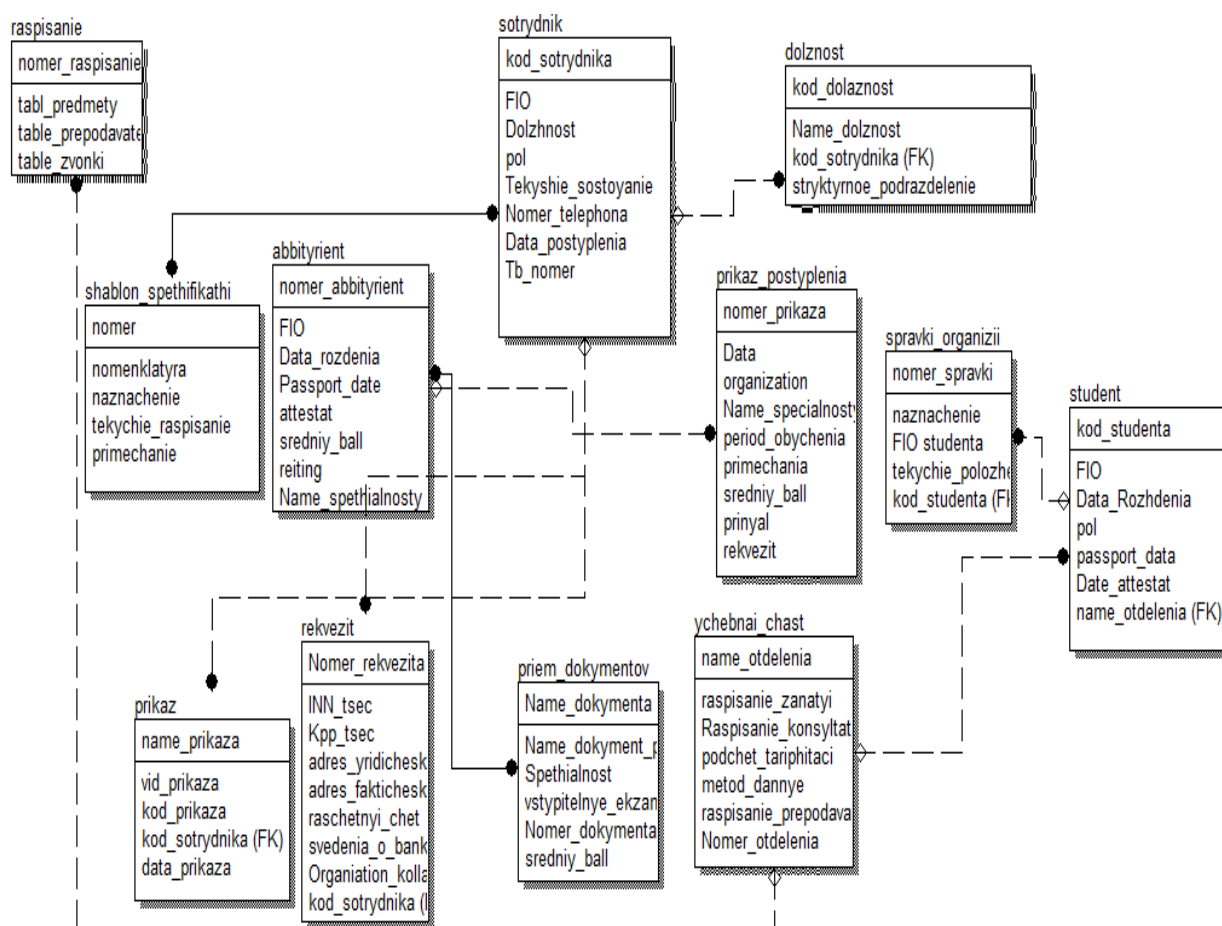 raspisanie
nomer_raspisanie
tabl_predmety
table_prepodavate
table_zvonki
sotrydnik
kod_sotrydnika
FIO
Dolzhnost
pol
Tekyshie_sostoyanie
Nomer_telephona
Data_postyplenia
Tb_nomer
dolznost
kod_dolaznost
Name_dolznost
kod_sotrydnika (FK)
stryktyrnoe_podrazdelenie
shablon_spethifikathi
nomer
nomenklatyra
naznachenie
tekychie_raspisanie
primechanie
abbityrient
nomer_abbityrient
FIO
Data_rozdenia
Passport_date
attestat
sredniy_ball
reiting
Name_spethialnosty
prikaz_postyplenia
nomer_prikaza
Data
organization
Name_specialnosty
period_obychenia
primechania
sredniy_ball
prinyal
rekvezit
spravki_organizii
nomer_spravki
naznachenie
FIO studenta
tekychie_polozhe
kod_studenta (FK
student
kod_studenta
FIO
Data_Rozhdenia
pol
passport_data
Date_attestat
name_otdelenia (FK)
prikaz
name_prikaza
vid_prikaza
kod_prikaza
kod_sotrydnika (FK)
data_prikaza
rekvezit
Nomer_rekvezita
INN_tsec
Kpp_tsec
adres_yridichesk
adres_faktichesk
raschetnyi_chet
svedenia_o_bank
Organiation_kolla
kod_sotrydnika (
priem_dokymentov
Name_dokymenta
Name_dokyment_p
Spethialnost
vstypitelnye_ekzan
Nomer_dokymenta
sredniy_ball
ychebnai_chast
name_otdelenia
raspisanie_zanatyi
Raspisanie_konsyltat
podchet_tariphitaci
metod_dannye
raspisanie_prepodava
Nomer_otdelenia